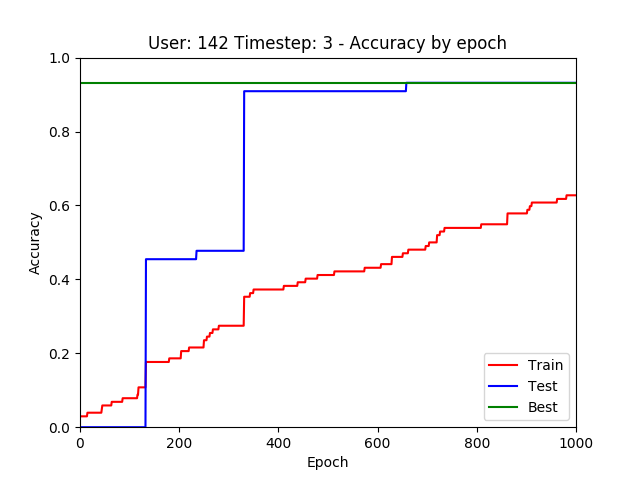 User: 142 Timestep: 3 - Accuracy by epoch
1.0
0.8
0.6
0.4
0.2
0.0
Accuracy
0 200 400 600 800 1000
Epoch
Train
Test
Best